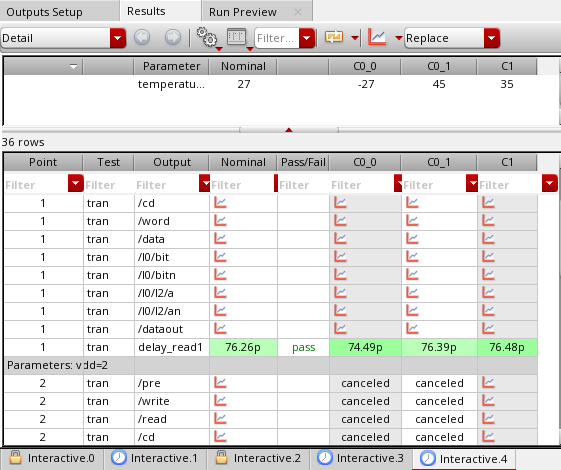 Outputs Setup Results Run Preview
Detail Filter... Replace
Parameter Nominal C0_0 C0_1 C1
temperatu... 27 -27 45 35
36 rows
Point Test Output Nominal Pass/Fail C0_0 C0_1 C1
Filter Filter Filter Filter Filter Filter Filter Filter
1 tran /cd
1 tran /word
1 tran /data
1 tran /I0/bit
1 tran /I0/bitn
1 tran /I0/I2/a
1 tran /I0/I2/an
1 tran /dataout
1 tran delay_read1 76.26p pass 74.49p 76.39p 76.48p
Parameters: vdd=2
2 tran /pre canceled canceled
2 tran /write canceled canceled
2 tran /read canceled canceled
2 tran /cd canceled canceled
Interactive.0 Interactive.1 Interactive.2 Interactive.3 Interactive.4